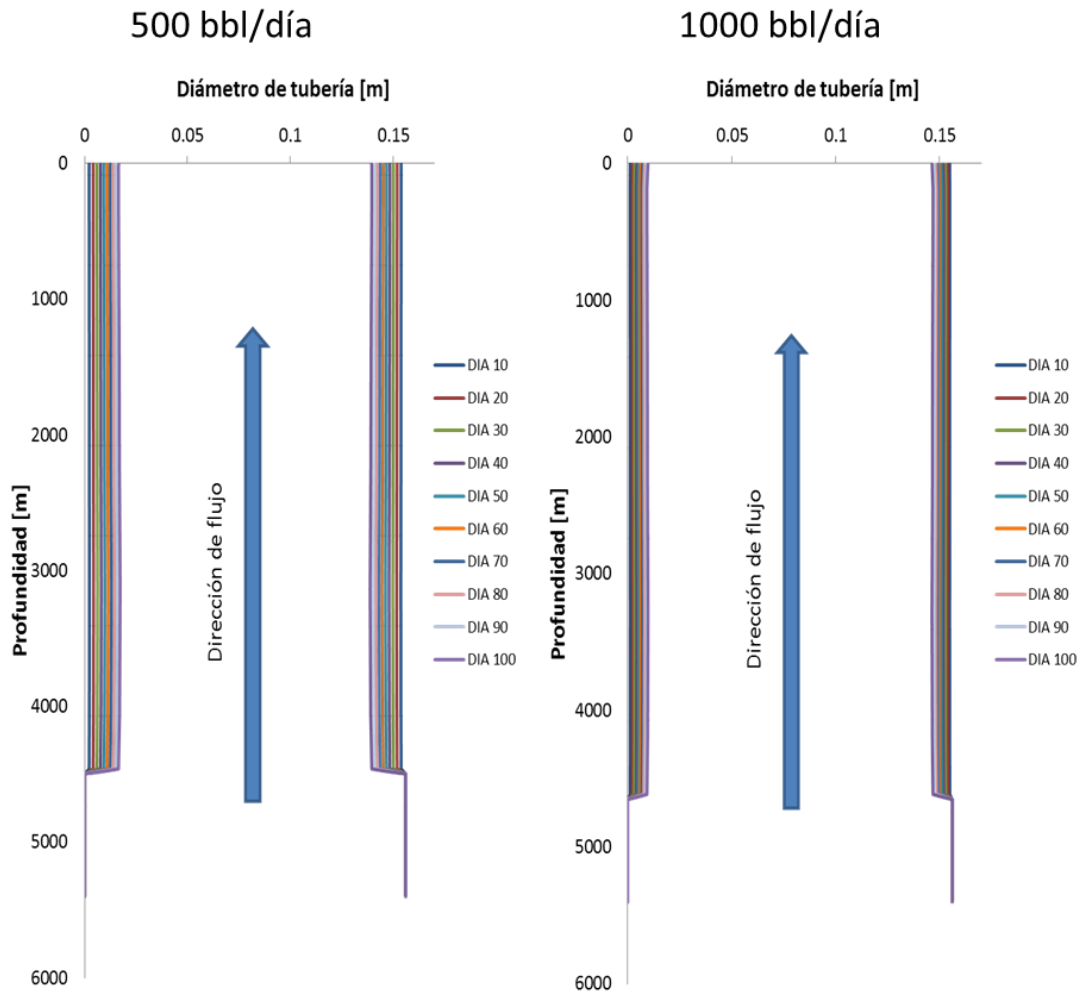 500 bbl/día
Diámetro de tubería [m]
0 0.05 0.1 0.15
0
1000
2000
3000
4000
5000
6000
Profundidad [m]
Dirección de flujo
DIA 10
DIA 20
DIA 30
DIA 40
DIA 50
DIA 60
DIA 70
DIA 80
DIA 90
DIA 100
1000 bbl/día
Diámetro de tubería [m]
0 0.05 0.1 0.15
0
1000
2000
3000
4000
5000
6000
Profundidad [m]
Dirección de flujo
DIA 10
DIA 20
DIA 30
DIA 40
DIA 50
DIA 60
DIA 70
DIA 80
DIA 90
DIA 100